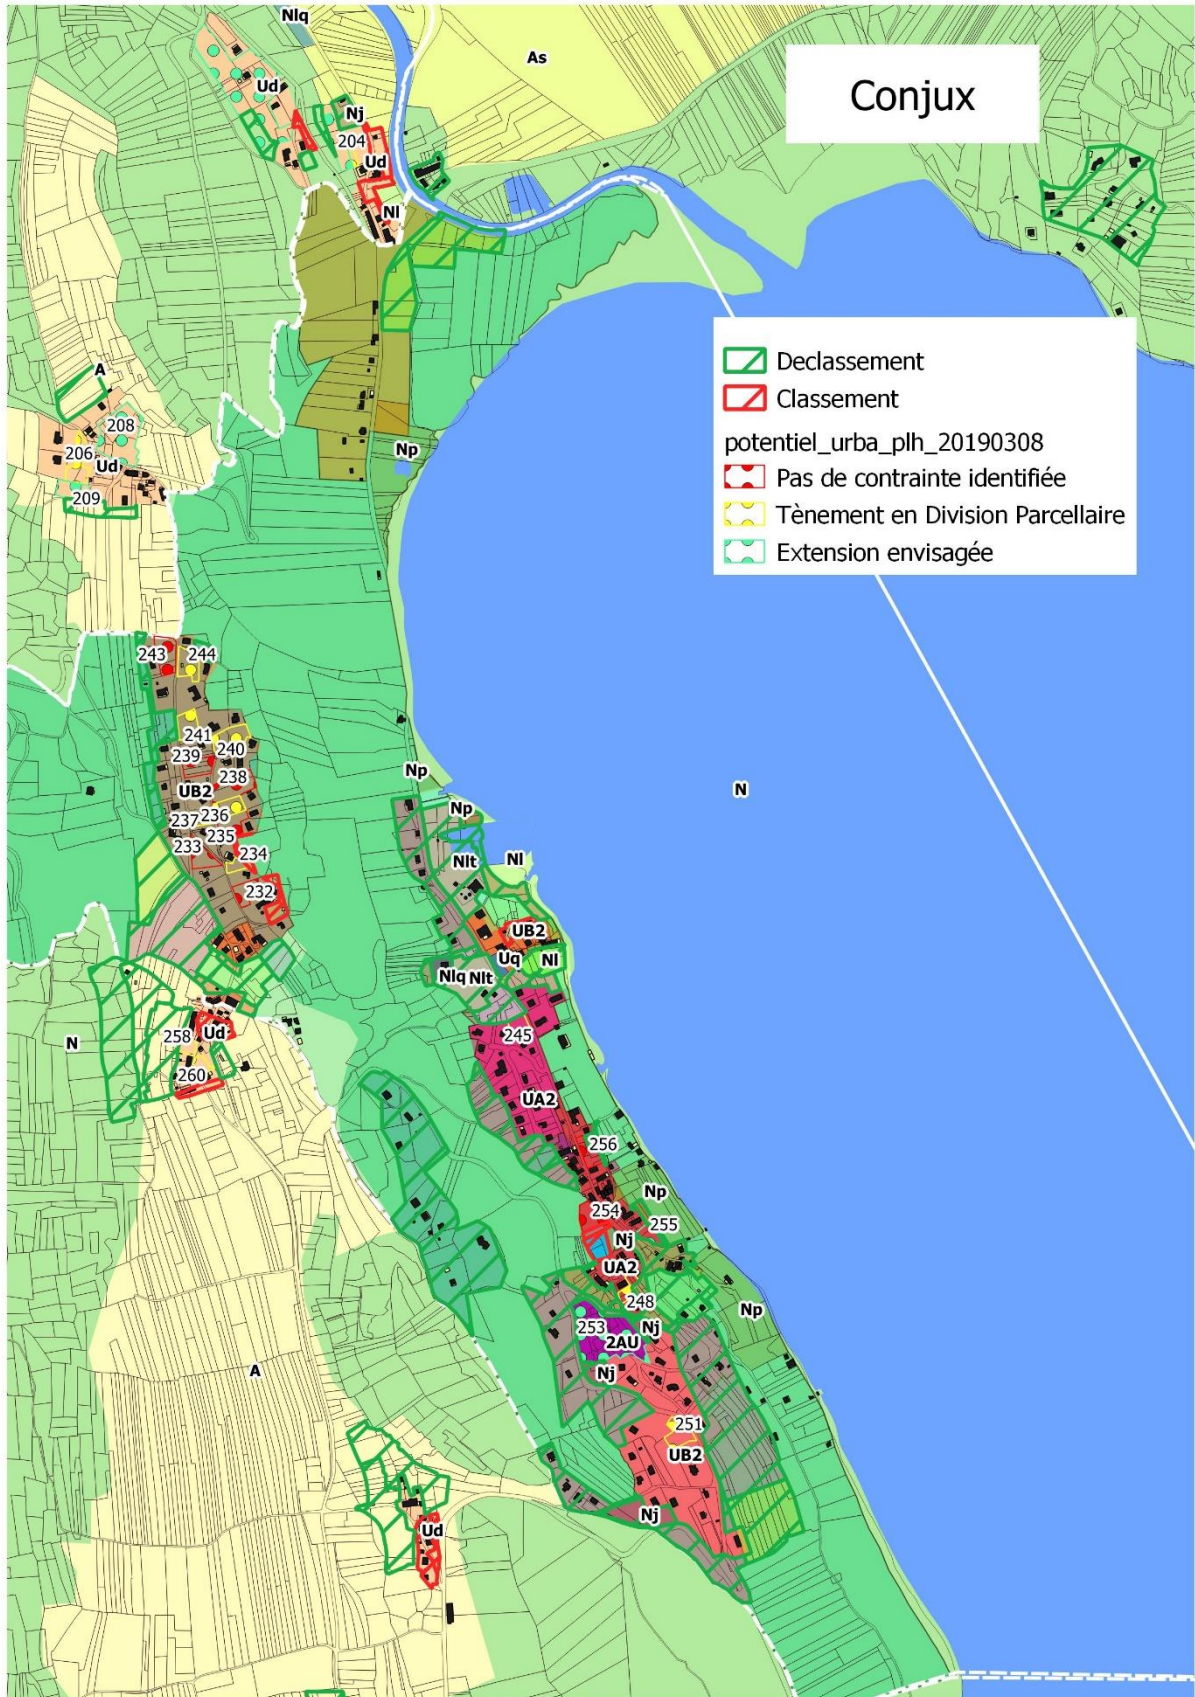 Nlq
As
Conjux
Ud
Nj
204
Ud
Nl
Declassement
Classement
potentiel_urba_plh_20190308
Pas de contrainte identifiée
Tènement en Division Parcellaire
Extension envisagée
A
208
206
Ud
209
Np
243
244
241
240
239
238
UB2
237
236
235
233
234
232
Np
N
Np
Nlt
Nl
UB2
Uq
Nl
Nlq
Nlt
N
258
Ud
260
245
UA2
256
Np
254
255
Nj
UA2
248
Np
253
Nj
2AU
Nj
A
251
UB2
Nj
Ud